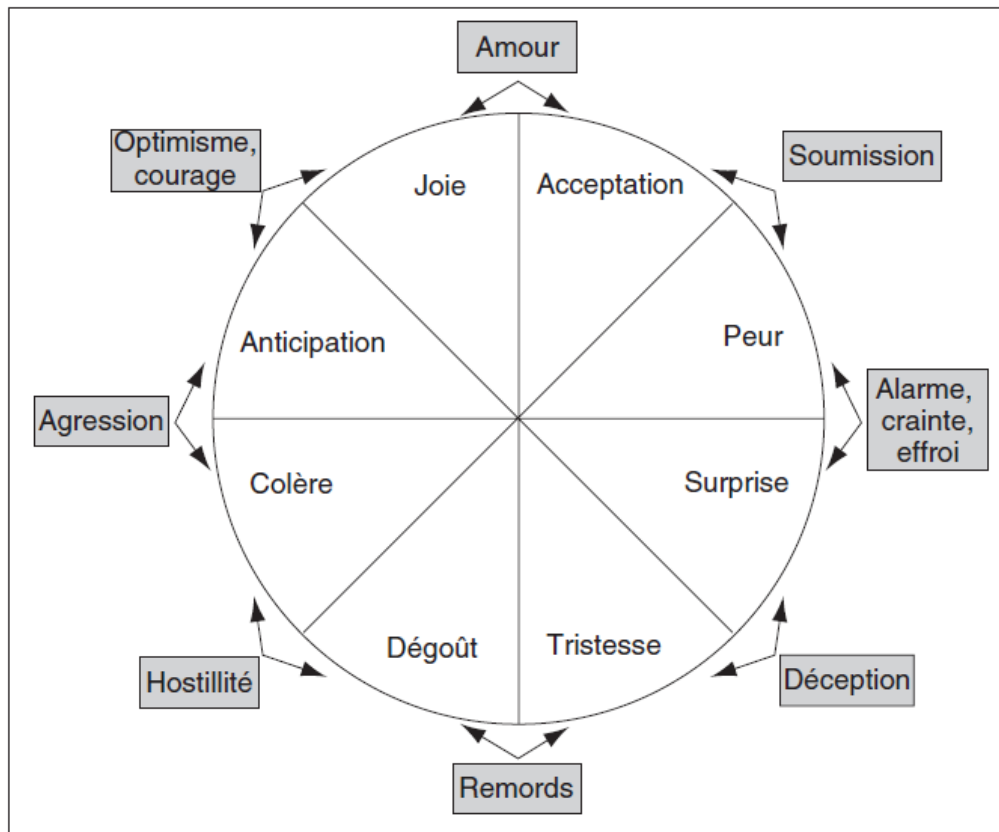 Amour
Optimisme,
courage
Soumission
Joie
Acceptation
Anticipation
Peur
Agression
Alarme,
crainte,
effroi
Colère
Surprise
Dégoût
Tristesse
Hostillité
Déception
Remords